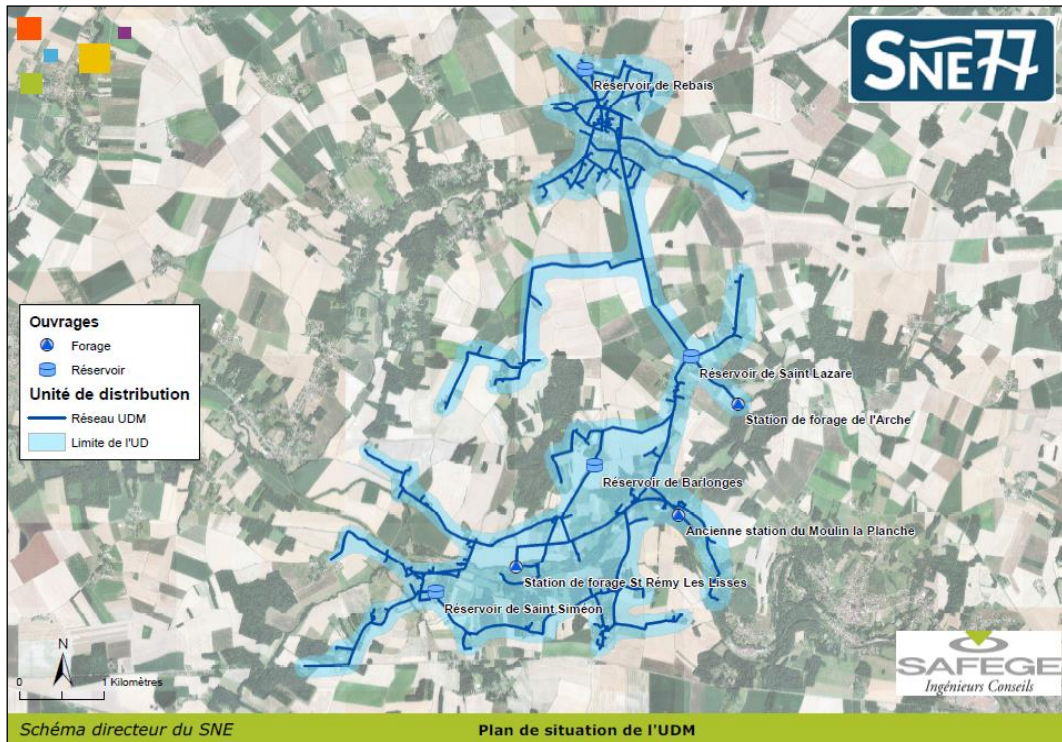 SNE77
Réservoir de Rebais
Ouvrages
Forage
Réservoir
Unité de distribution
Réseau UDM
Limite de l'UD
Réservoir de Saint Lazare
Station de forage de l'Arche
Réservoir de Barlonges
Ancienne station du Moulin la Planche
Station de forage St Rémy Les Lisses
Réservoir de Saint Siméon
N
0 1 Kilomètres
SAFEGE
Ingénieurs Conseils
Schéma directeur du SNE
Plan de situation de l'UDM